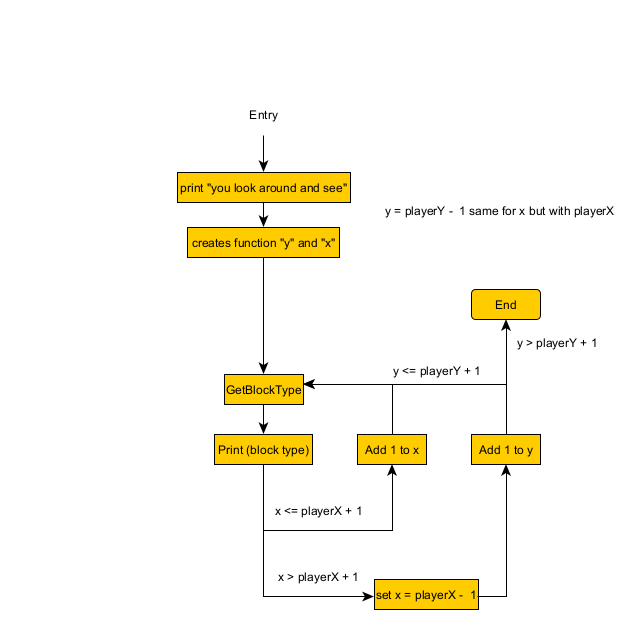 Entry
print "you look around and see"
y = playerY - 1 same for x but with playerX
creates function "y" and "x"
End
y > playerY + 1
y <= playerY + 1
GetBlockType
Print (block type)
Add 1 to x
Add 1 to y
x <= playerX + 1
x > playerX + 1
set x = playerX - 1